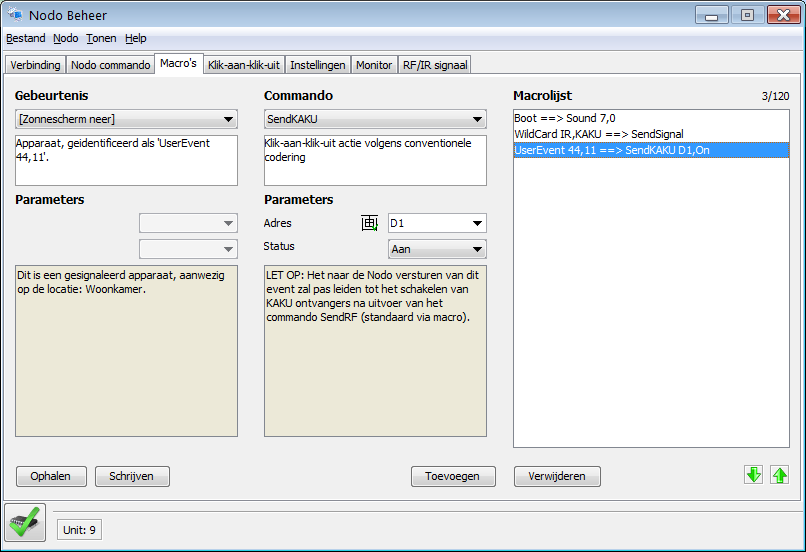 Nodo Beheer
Bestand Nodo Tonen Help
Verbinding Nodo commando Macro's Klik-aan-klik-uit Instellingen Monitor RF/IR signaal
Gebeurtenis
[Zonnescherm neer]
Apparaat, geidentificeerd als 'UserEvent
44,11'.
Parameters
Dit is een gesignaleerd apparaat, aanwezig
op de locatie: Woonkamer.
Commando
SendKAKU
Klik-aan-klik-uit actie volgens conventionele
codering
Parameters
Adres D1
Status Aan
LET OP: Het naar de Nodo versturen van dit
event zal pas leiden tot het schakelen van
KAKU ontvangers na uitvoer van het
commando SendRF (standaard via macro).
Macrolijst 3/120
Boot ==> Sound 7,0
WildCard IR,KAKU ==> SendSignal
UserEvent 44,11 ==> SendKAKU D1,On
Ophalen Schrijven Toevoegen Verwijderen
Unit: 9